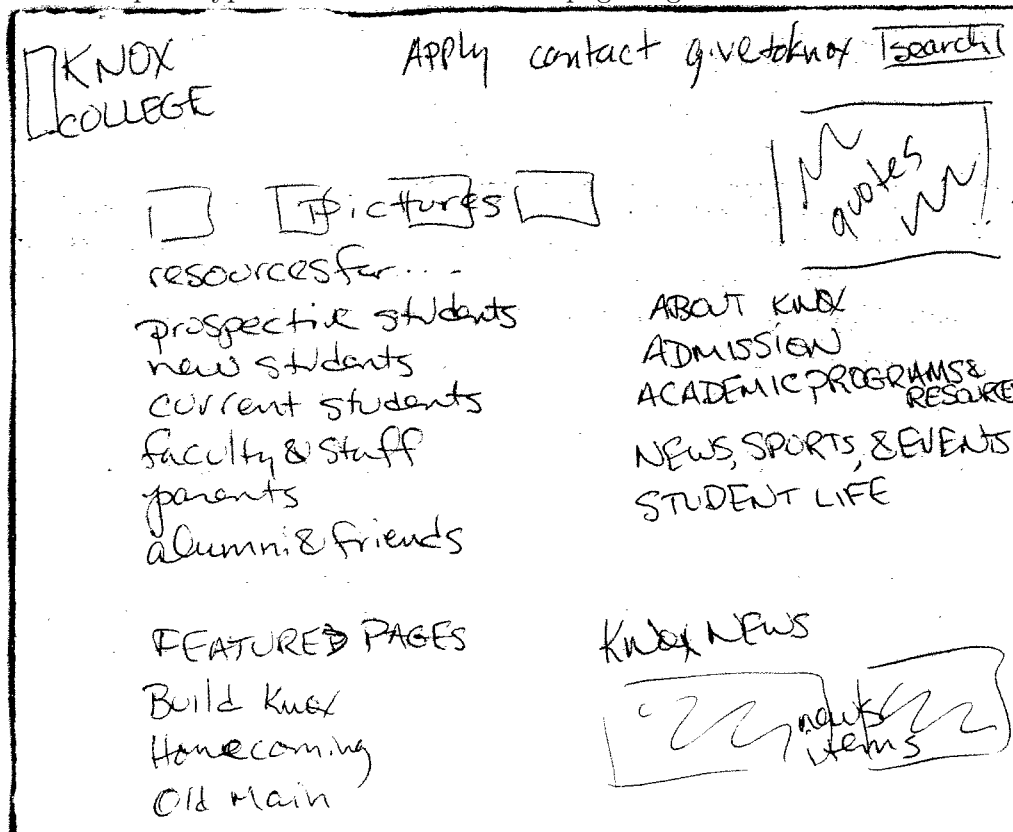 KNOX
COLLEGE
Apply contact givetoknox search
quotes
pictures
resources for....
prospective students
new students
current students
faculty & staff
parents
alumni & friends
ABOUT KNOX
ADMISSION
ACADEMIC PROGRAMS &
RESOURCE
NEWS, SPORTS, & EVENTS
STUDENT LIFE
FEATURED PAGES
Build Knox
Homecoming
Old Main
KNOX NEWS
news
items